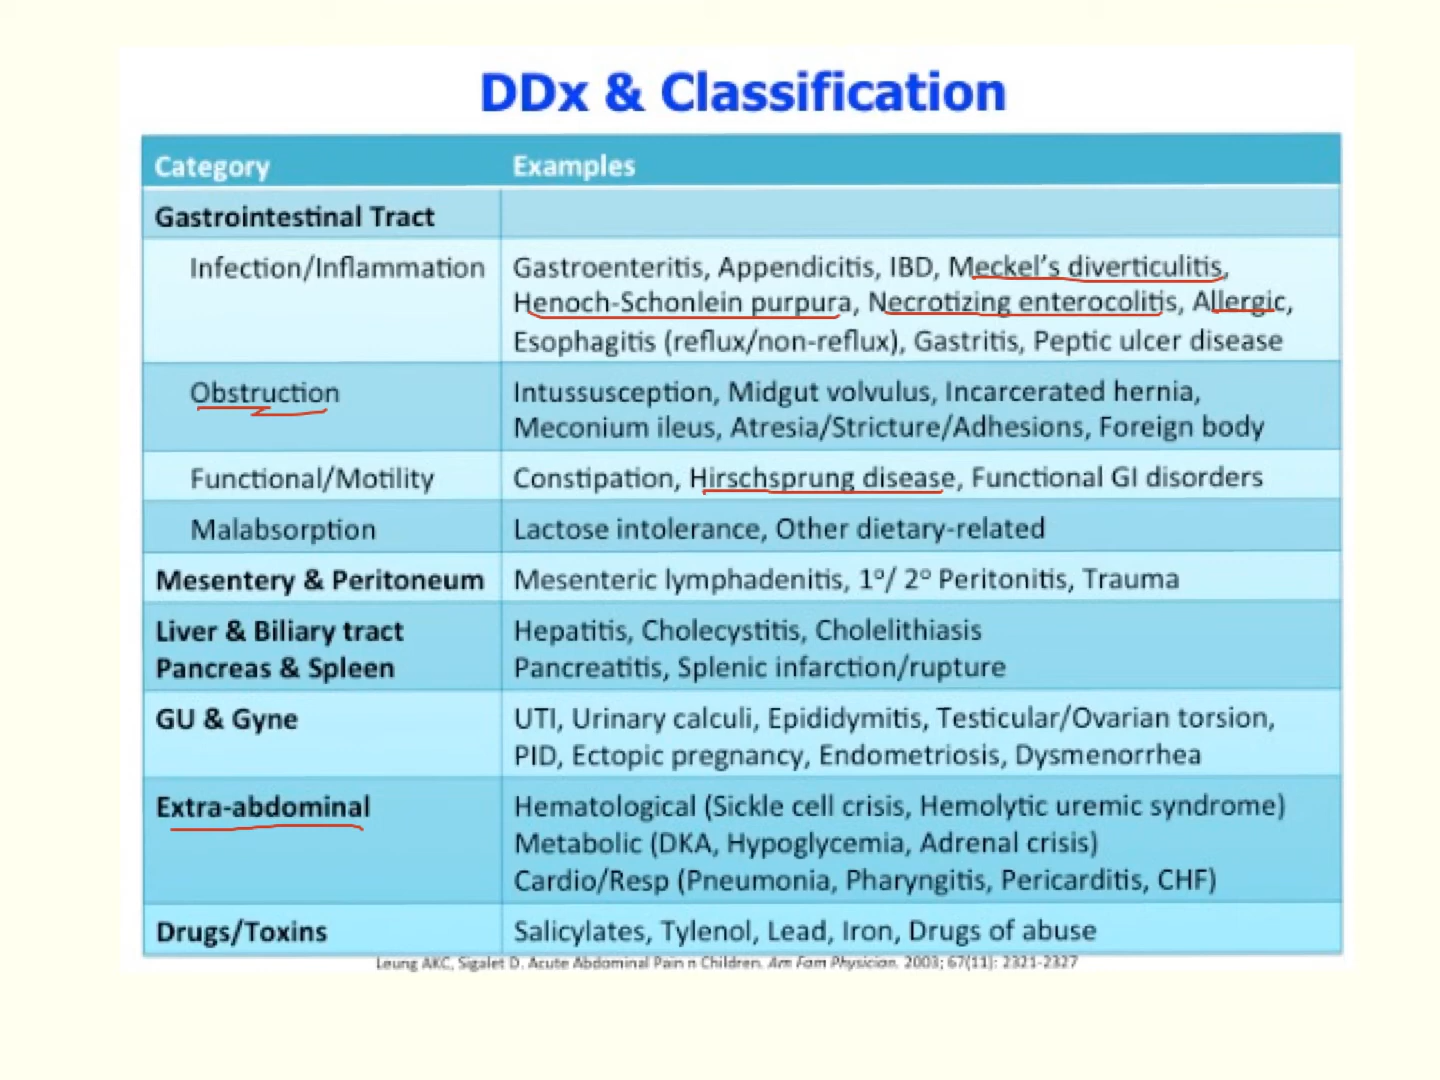 DDx & Classification
Category Examples
Gastrointestinal Tract
Infection/Inflammation Gastroenteritis, Appendicitis, IBD, Meckel's diverticulitis,
Henoch-Schonlein purpura, Necrotizing enterocolitis, Allergic,
Esophagitis (reflux/non-reflux), Gastritis, Peptic ulcer disease
Obstruction Intussusception, Midgut volvulus, Incarcerated hernia,
Meconium ileus, Atresia/Stricture/Adhesions, Foreign body
Functional/Motility Constipation, Hirschsprung disease, Functional GI disorders
Malabsorption Lactose intolerance, Other dietary-related
Mesentery & Peritoneum Mesenteric lymphadenitis, 1°/ 2° Peritonitis, Trauma
Liver & Biliary tract Hepatitis, Cholecystitis, Cholelithiasis
Pancreas & Spleen Pancreatitis, Splenic infarction/rupture
GU & Gyne UTI, Urinary calculi, Epididymitis, Testicular/Ovarian torsion,
PID, Ectopic pregnancy, Endometriosis, Dysmenorrhea
Extra-abdominal Hematological (Sickle cell crisis, Hemolytic uremic syndrome)
Metabolic (DKA, Hypoglycemia, Adrenal crisis)
Cardio/Resp (Pneumonia, Pharyngitis, Pericarditis, CHF)
Drugs/Toxins Salicylates, Tylenol, Lead, Iron, Drugs of abuse
Leung AKC, Sigalet D. Acute Abdominal Pain n Children. Am Fam Physician. 2003; 67(11): 2321-2327